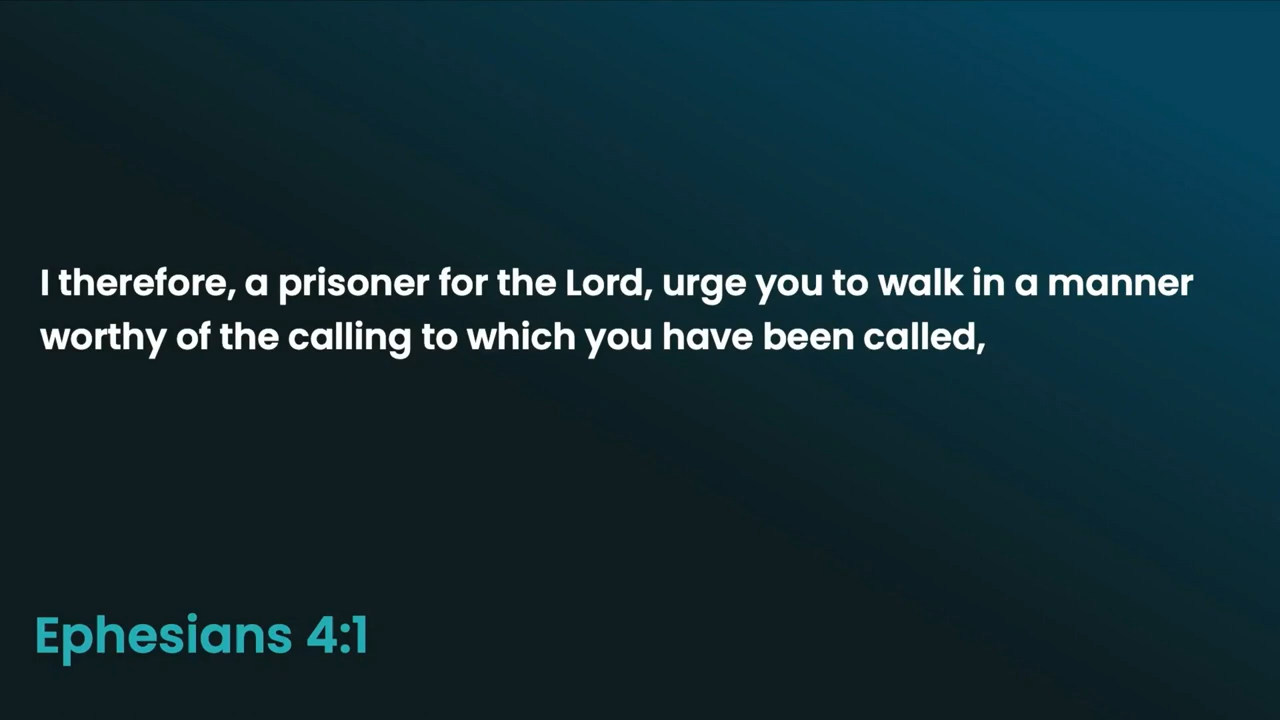 I therefore, a prisoner for the Lord, urge you to walk in a manner
worthy of the calling to which you have been called,
Ephesians 4:1